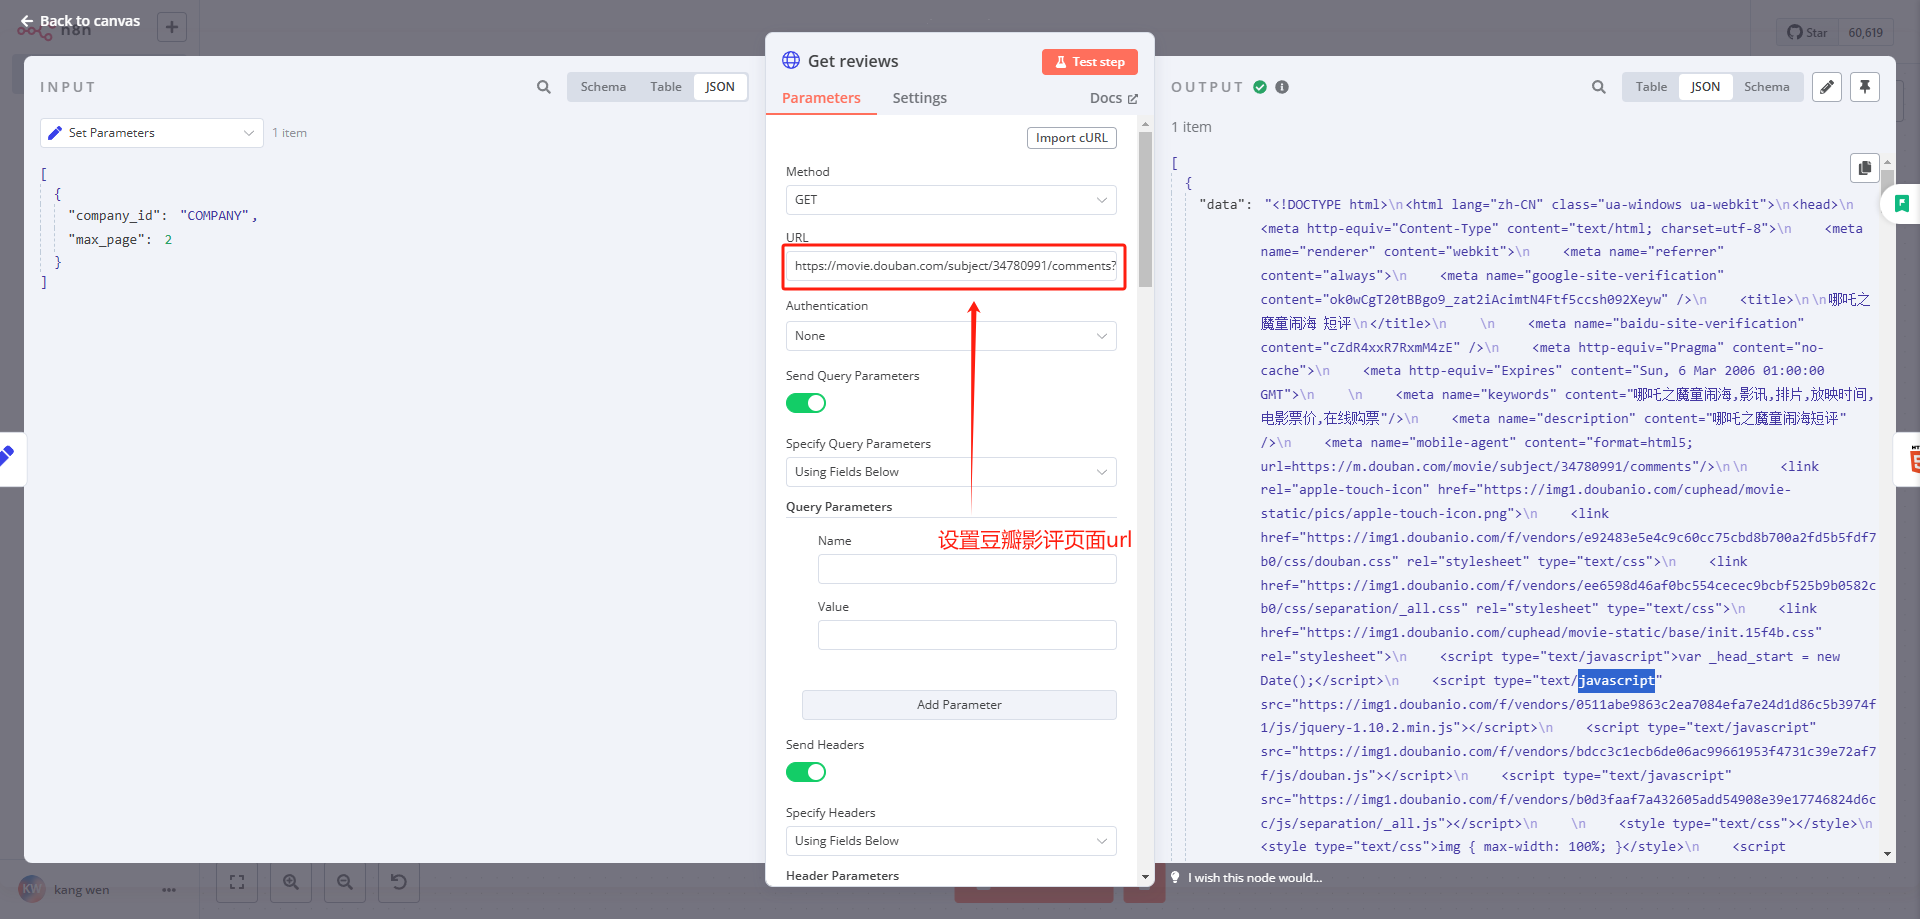 Back to canvas
n8n
Star
60,619
INPUT
Schema
Table
JSON
Set Parameters
1 item
[
{
"company_id": "COMPANY",
"max_page": 2
}
]
kang wen
Get reviews
Test step
Parameters
Settings
Docs
Import cURL
Method
GET
URL
https://movie.douban.com/subject/34780991/comments?
Authentication
None
Send Query Parameters
Specify Query Parameters
Using Fields Below
Query Parameters
Name
设置豆瓣影评页面url
Value
Add Parameter
Send Headers
Specify Headers
Using Fields Below
Header Parameters
OUTPUT
Table
JSON
Schema
1 item
[
{
"data": "<!DOCTYPE html>\n<html lang="zh-CN" class="ua-windows ua-webkit">\n<head>\n
<meta http-equiv="Content-Type" content="text/html; charset=utf-8">\n <meta
name="renderer" content="webkit">\n <meta name="referrer"
content="always">\n <meta name="google-site-verification"
content="ok0wCgT20tBBgo9_zat2iAcimtN4Ftf5ccsh092Xeyw" />\n <title>\n\n哪吒之
魔童闹海 短评\n</title>\n \n <meta name="baidu-site-verification"
content="cZdR4xxR7RxmM4zE" />\n <meta http-equiv="Pragma" content="no-
cache">\n <meta http-equiv="Expires" content="Sun, 6 Mar 2006 01:00:00
GMT">\n \n <meta name="keywords" content="哪吒之魔童闹海,影讯,排片,放映时间,
电影票价,在线购票"/>\n <meta name="description" content="哪吒之魔童闹海短评"
/>\n <meta name="mobile-agent" content="format=html5;
url=https://m.douban.com/movie/subject/34780991/comments"/>\n\n <link
rel="apple-touch-icon" href="https://img1.doubanio.com/cuphead/movie-
static/pics/apple-touch-icon.png">\n <link
href="https://img1.doubanio.com/f/vendors/e92483e5e4c9c60cc75cbd8b700a2fd5b5fdf7
b0/css/douban.css" rel="stylesheet" type="text/css">\n <link
href="https://img1.doubanio.com/f/vendors/ee6598d46af0bc554cecec9bcbf525b9b0582c
b0/css/separation/_all.css" rel="stylesheet" type="text/css">\n <link
href="https://img1.doubanio.com/cuphead/movie-static/base/init.15f4b.css"
rel="stylesheet">\n <script type="text/javascript">var _head_start = new
Date();</script>\n <script type="text/javascript"
src="https://img1.doubanio.com/f/vendors/0511abe9863c2ea7084efa7e24d1d86c5b3974f
1/js/jquery-1.10.2.min.js"></script>\n <script type="text/javascript"
src="https://img1.doubanio.com/f/vendors/bdcc3c1ecb6de06ac99661953f4731c39e72af7
f/js/douban.js"></script>\n <script type="text/javascript"
src="https://img1.doubanio.com/f/vendors/b0d3faaf7a432605add54908e39e17746824d6c
c/js/separation/_all.js"></script>\n \n <style type="text/css"></style>\n
<style type="text/css">img { max-width: 100%; }</style>\n <script
I wish this node would...